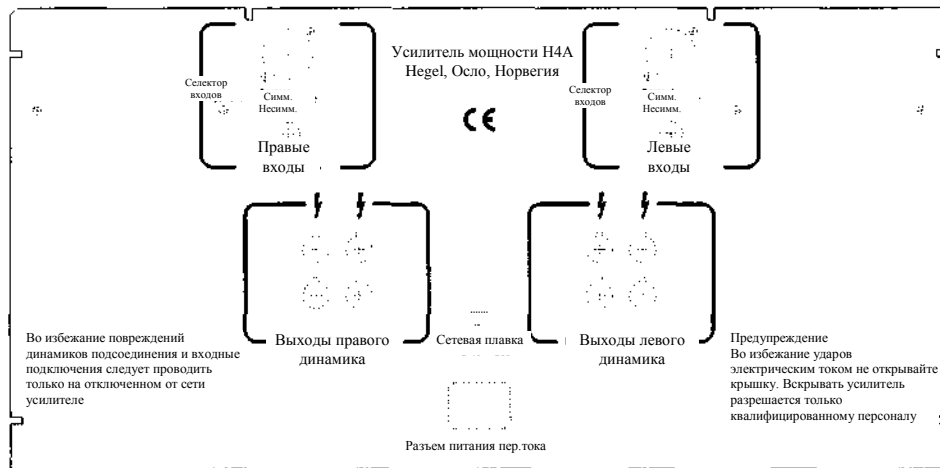 Усилитель мощности H4A
Hegel, Осло, Норвегия
CE
Селектор
входов
Симм.
Несимм.
Правые
входы
Селектор
входов
Симм.
Несимм.
Левые
входы
Выходы правого
динамика
Сетевая плавка
Выходы левого
динамика
Во избежание повреждений
динамиков подсоединения и входные
подключения следует проводить
только на отключенном от сети
усилителе
Предупреждение
Во избежание ударов
электрическим током не открывайте
крышку. Вскрывать усилитель
разрешается только
квалифицированному персоналу
Разъем питания пер.тока